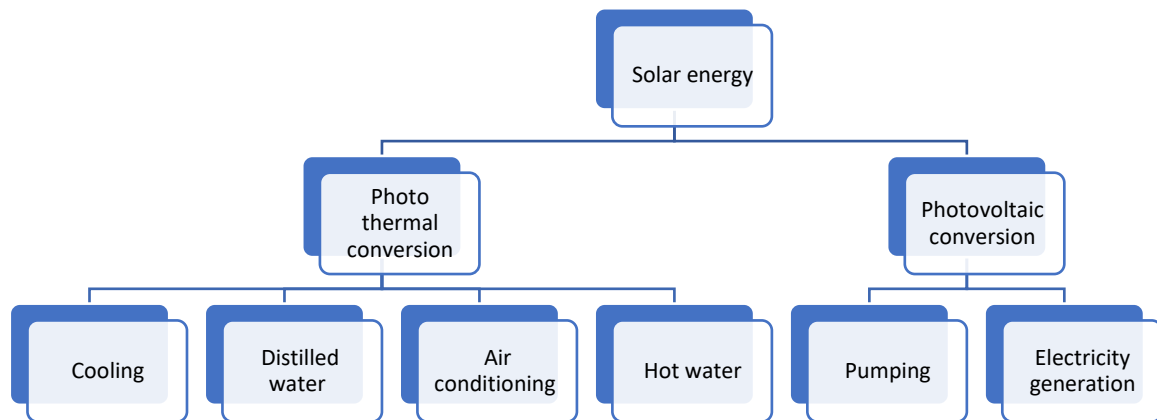 Solar energy
Photo
thermal
conversion
Photovoltaic
conversion
Cooling
Distilled
water
Air
conditioning
Hot water
Pumping
Electricity
generation